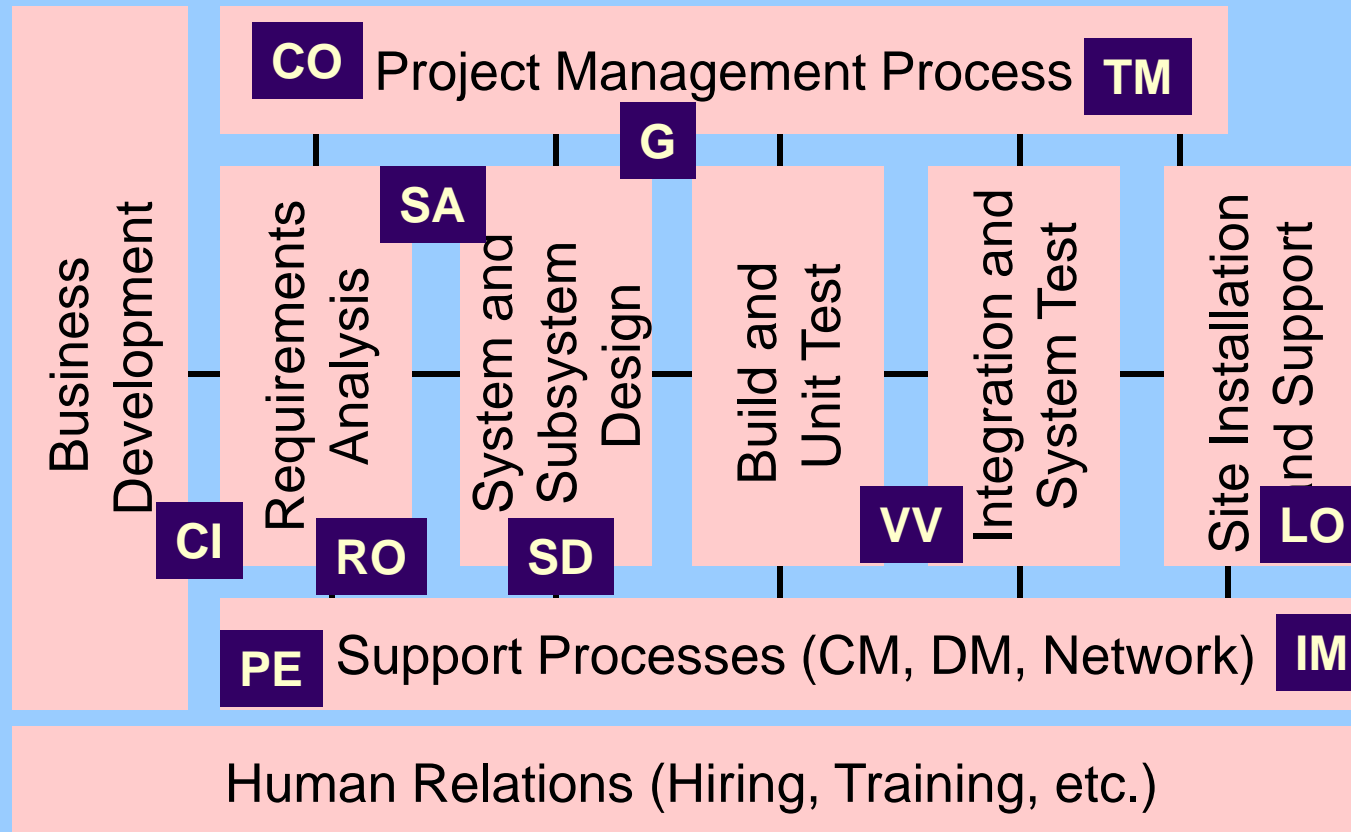 CO
Project Management Process
TM
G
Business
Development
Requirements
Analysis
SA
System and
Subsystem
Design
Build and
Unit Test
Integration and
System Test
Site Installation
and Support
CI
RO
SD
VV
LO
PE
Support Processes (CM, DM, Network)
IM
Human Relations (Hiring, Training, etc.)